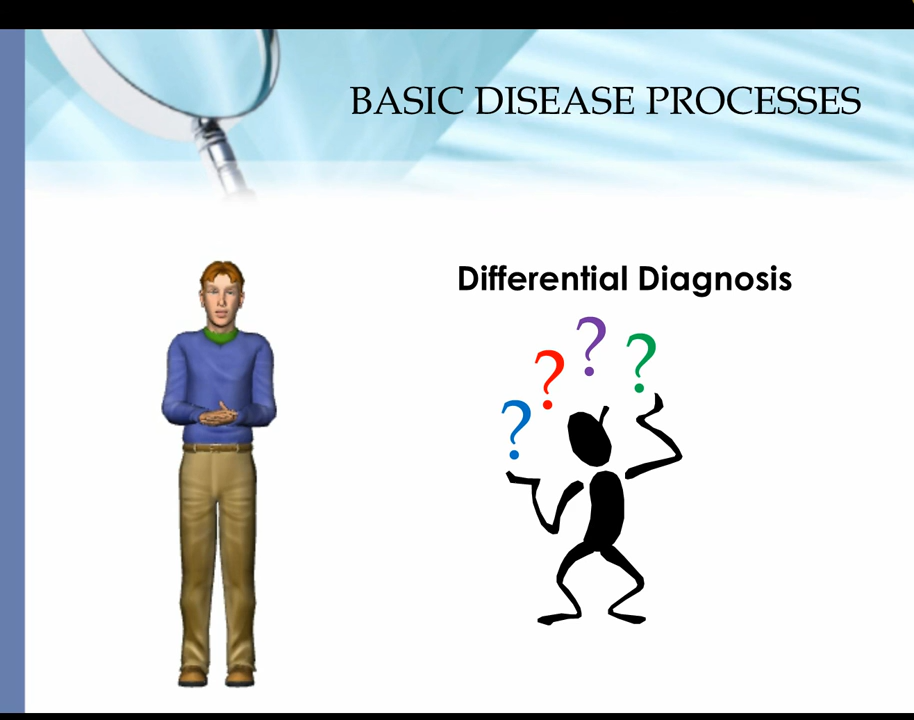 BASIC DISEASE PROCESSES
Differential Diagnosis
? ? ? ?